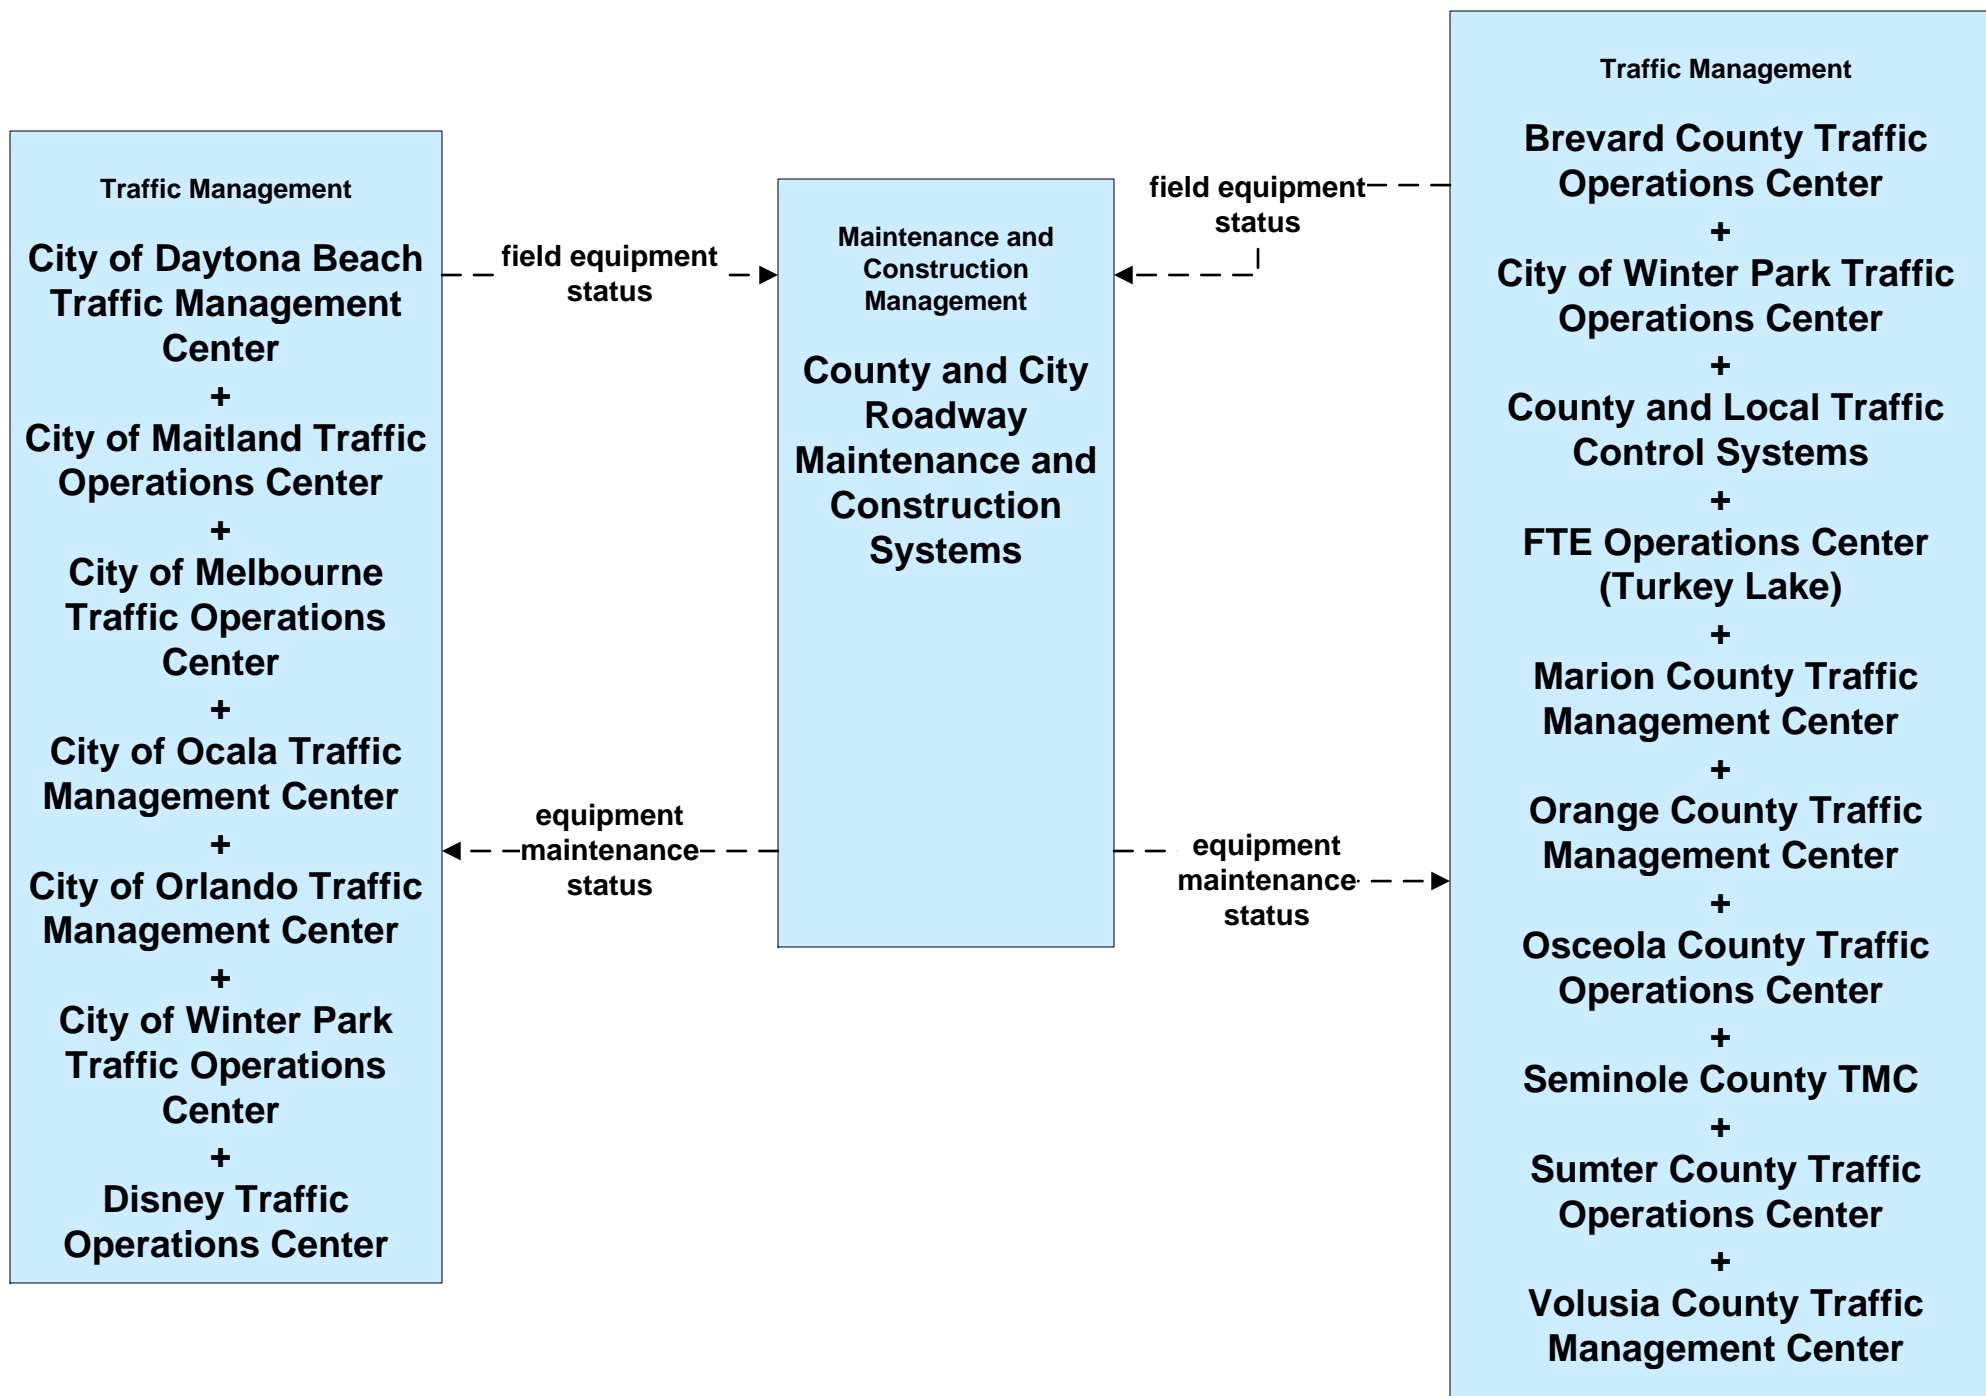 Traffic Management
City of Daytona Beach
Traffic Management
Center
+
City of Maitland Traffic
Operations Center
+
City of Melbourne
Traffic Operations
Center
+
City of Ocala Traffic
Management Center
+
City of Orlando Traffic
Management Center
+
City of Winter Park
Traffic Operations
Center
+
Disney Traffic
Operations Center
field equipment
status
equipment
maintenance
status
Maintenance and
Construction
Management
County and City
Roadway
Maintenance and
Construction
Systems
field equipment
status
equipment
maintenance
status
Traffic Management
Brevard County Traffic
Operations Center
+
City of Winter Park Traffic
Operations Center
+
County and Local Traffic
Control Systems
+
FTE Operations Center
(Turkey Lake)
+
Marion County Traffic
Management Center
+
Orange County Traffic
Management Center
+
Osceola County Traffic
Operations Center
+
Seminole County TMC
+
Sumter County Traffic
Operations Center
+
Volusia County Traffic
Management Center